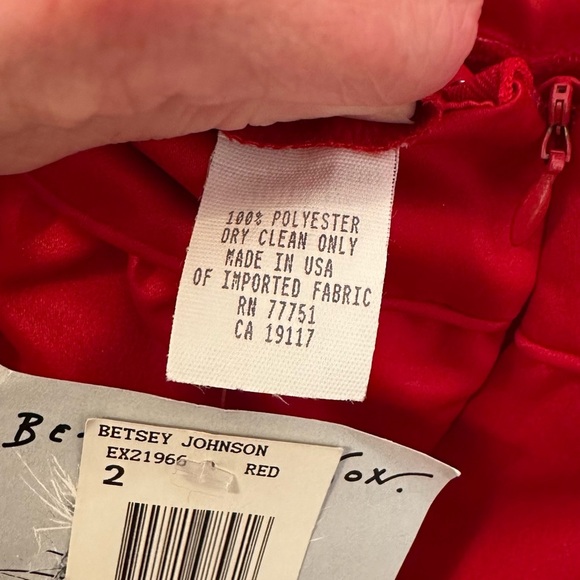 100% POLYESTER
DRY CLEAN ONLY
MADE IN USA
OF IMPORTED FABRIC
RN 77751
CA 19117
BETSEY JOHNSON
EX21966 RED
2